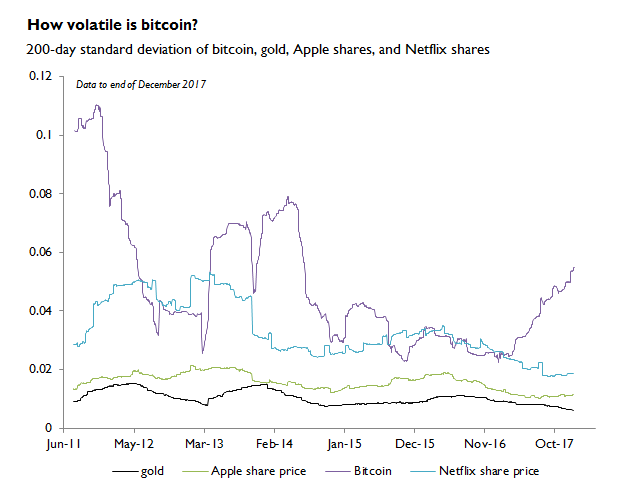 How volatile is bitcoin?
200-day standard deviation of bitcoin, gold, Apple shares, and Netflix shares
0.12
Data to end of December 2017
0.1
0.08
0.06
0.04
0.02
0
Jun-11 May-12 Mar-13 Feb-14 Jan-15 Dec-15 Nov-16 Oct-17
gold Apple share price Bitcoin Netflix share price